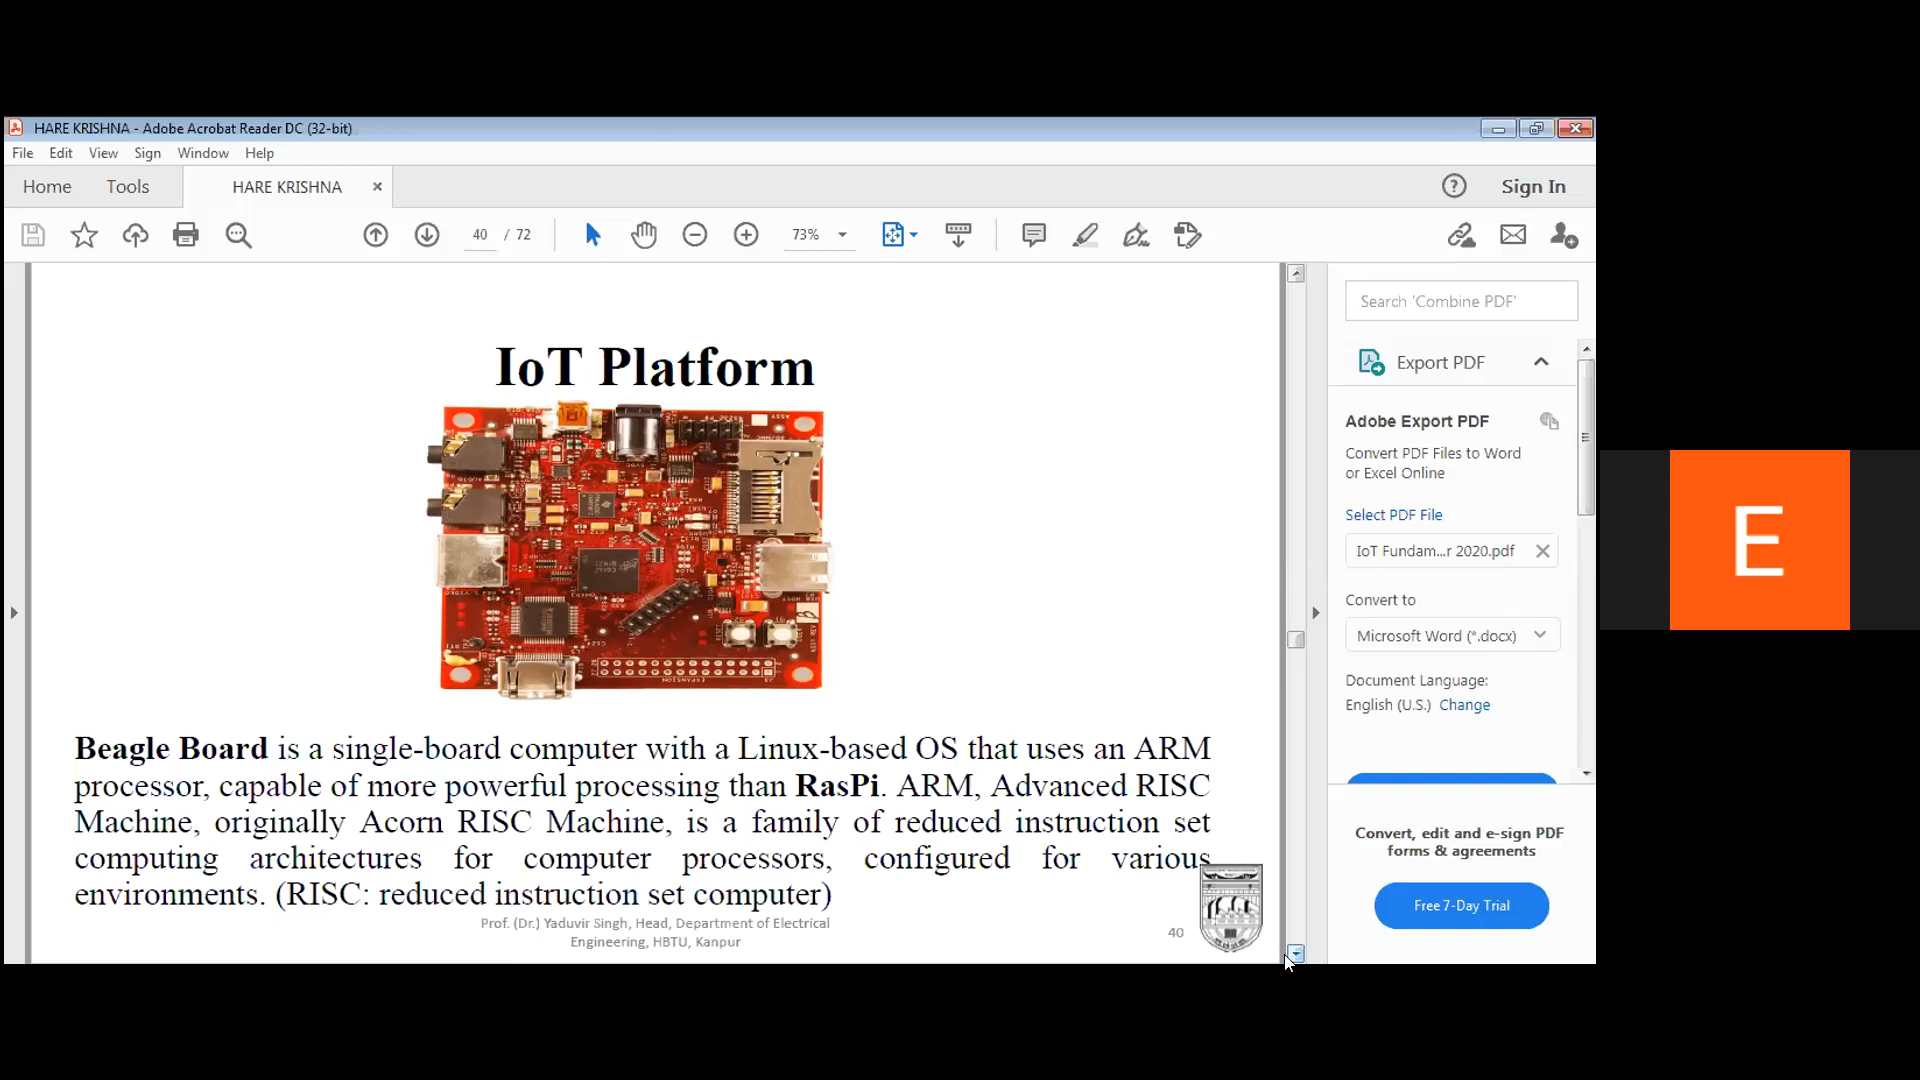 HARE KRISHNA - Adobe Acrobat Reader DC (32-bit)
File Edit View Sign Window Help
Home Tools HARE KRISHNA Sign In
40 / 72 73%
Search 'Combine PDF'
Export PDF
Adobe Export PDF
Convert PDF Files to Word
or Excel Online
Select PDF File
IoT Fundam...r 2020.pdf
Convert to
Microsoft Word (*.docx)
Document Language:
English (U.S.) Change
Convert, edit and e-sign PDF
forms & agreements
Free 7-Day Trial
IoT Platform
EXPANSION
Beagle Board is a single-board computer with a Linux-based OS that uses an ARM
processor, capable of more powerful processing than RasPi. ARM, Advanced RISC
Machine, originally Acorn RISC Machine, is a family of reduced instruction set
computing architectures for computer processors, configured for various
environments. (RISC: reduced instruction set computer)
Prof. (Dr.) Yaduvir Singh, Head, Department of Electrical
Engineering, HBTU, Kanpur
40
E